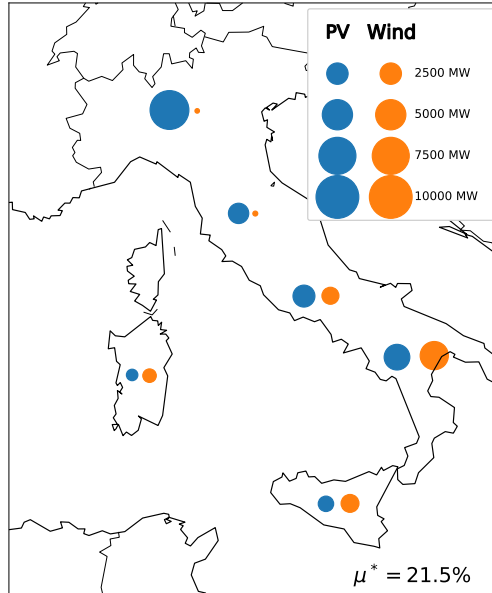 PV Wind
2500 MW
5000 MW
7500 MW
10000 MW
μ* = 21.5%